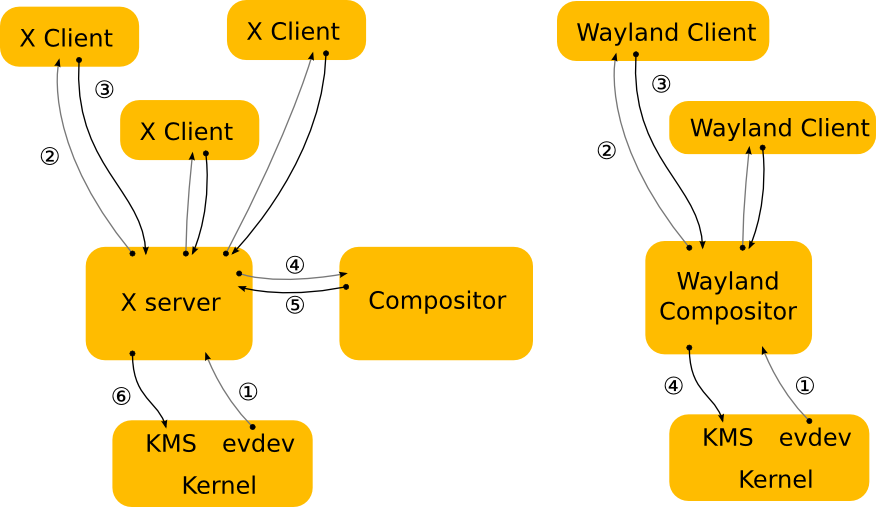 X Client
X Client
③
X Client
②
④
X server
Compositor
⑤
⑥
①
KMS evdev
Kernel
Wayland Client
③
Wayland Client
②
Wayland
Compositor
④
①
KMS evdev
Kernel